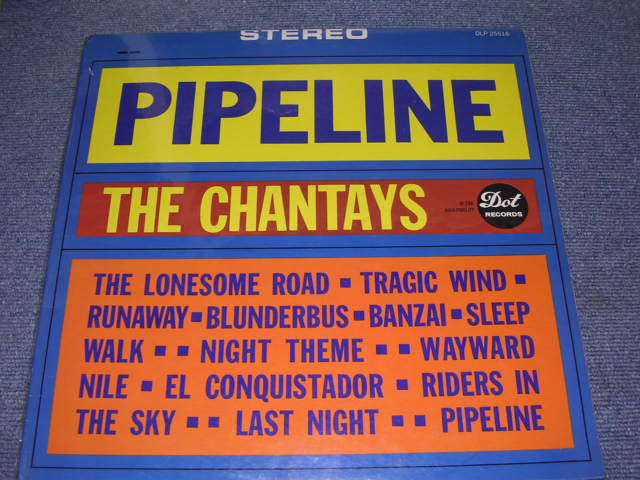 STEREO
DLP 25516
PIPELINE
THE CHANTAYS
Dot
RECORDS
THE LONESOME ROAD ▪ TRAGIC WIND ▪
RUNAWAY ▪ BLUNDERBUS ▪ BANZAI ▪ SLEEP
WALK ▪ ▪ NIGHT THEME ▪ ▪ WAYWARD
NILE ▪ EL CONQUISTADOR ▪ RIDERS IN
THE SKY ▪ ▪ LAST NIGHT ▪ ▪ PIPELINE